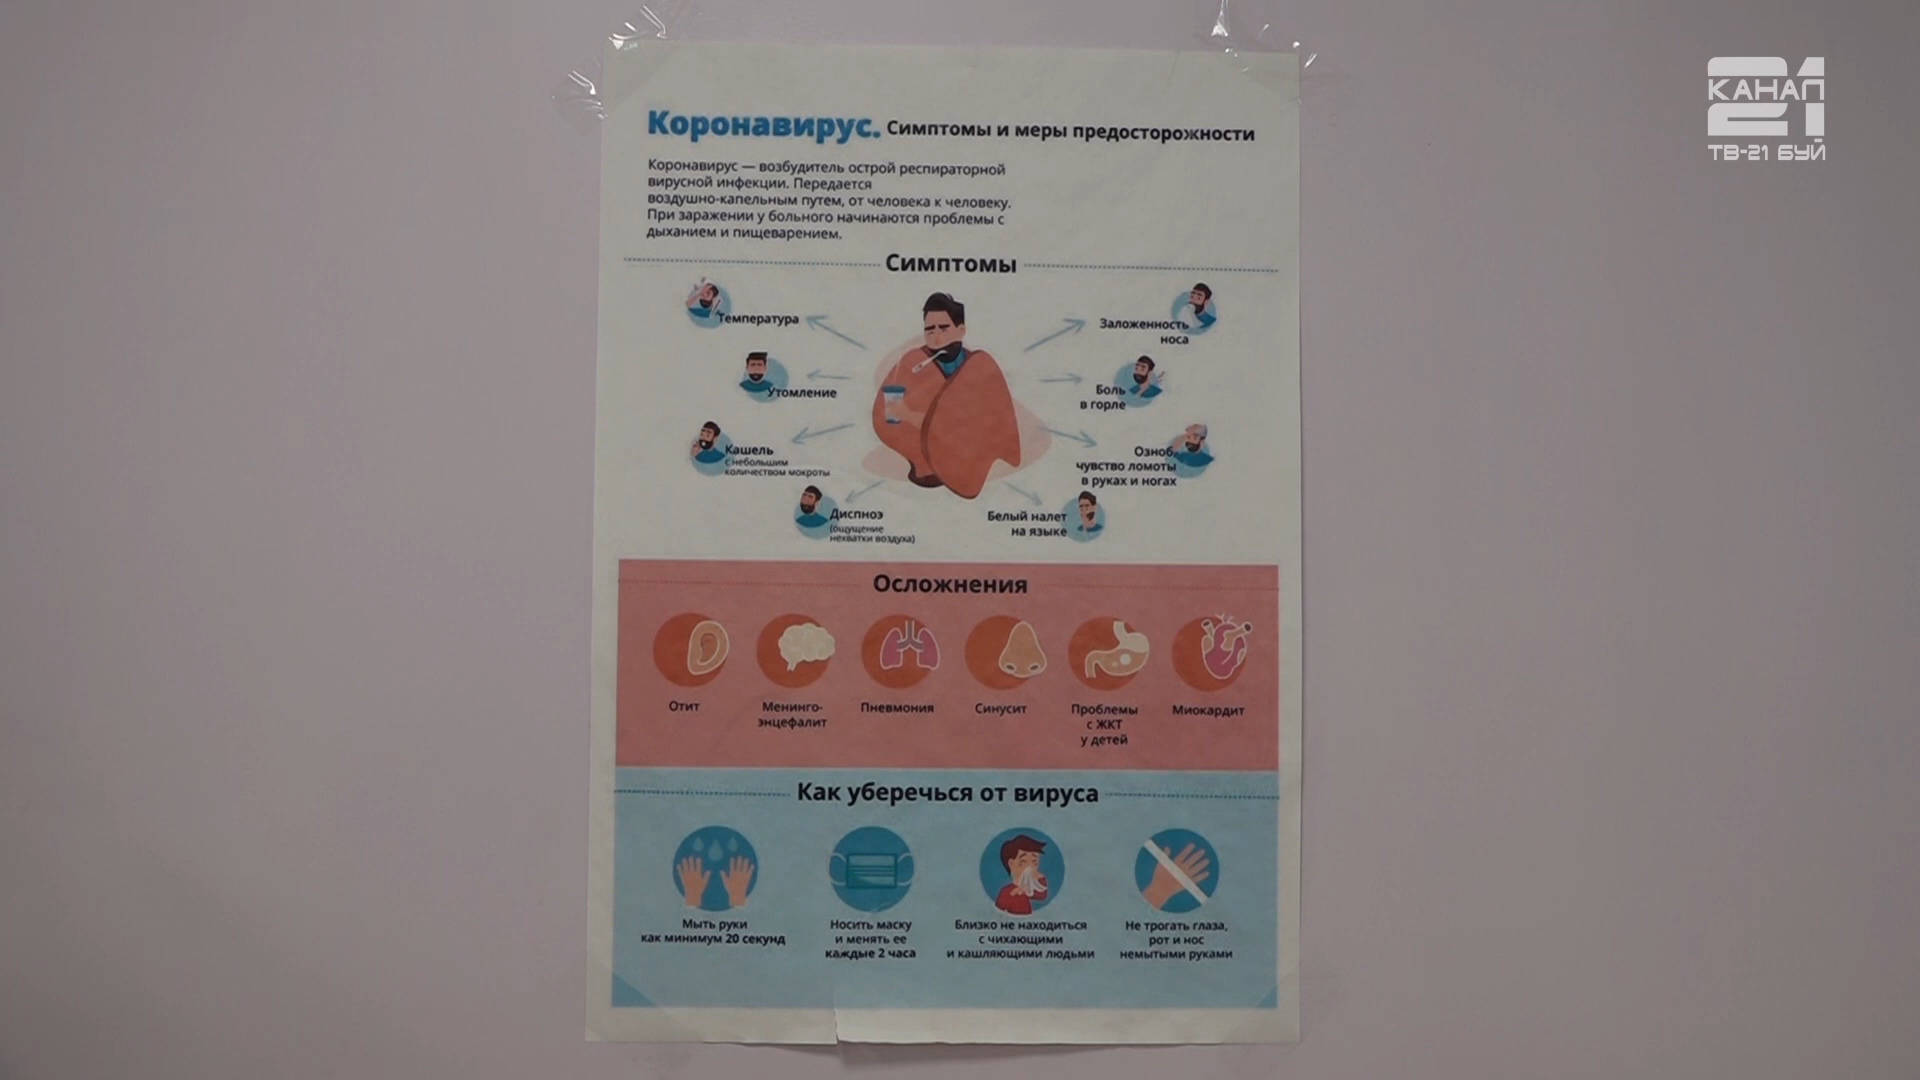 КАНАЛ
21
ТВ-21 БУЙ
Коронавирус. Симптомы и меры предосторожности
Коронавирус — возбудитель острой респираторной
вирусной инфекции. Передается
воздушно-капельным путем, от человека к человеку.
При заражении у больного начинаются проблемы с
дыханием и пищеварением.
Симптомы
Температура
Утомление
Кашель
с небольшим
количеством мокроты
Диспноэ
(ощущение
нехватки воздуха)
Заложенность
носа
Боль
в горле
Озноб,
чувство ломоты
в руках и ногах
Белый налет
на языке
Осложнения
Отит
Менинго-
энцефалит
Пневмония
Синусит
Проблемы
с ЖКТ
у детей
Миокардит
Как уберечься от вируса
Мыть руки
как минимум 20 секунд
Носить маску
и менять ее
каждые 2 часа
Близко не находиться
с чихающими
и кашляющими людьми
Не трогать глаза,
рот и нос
немытыми руками